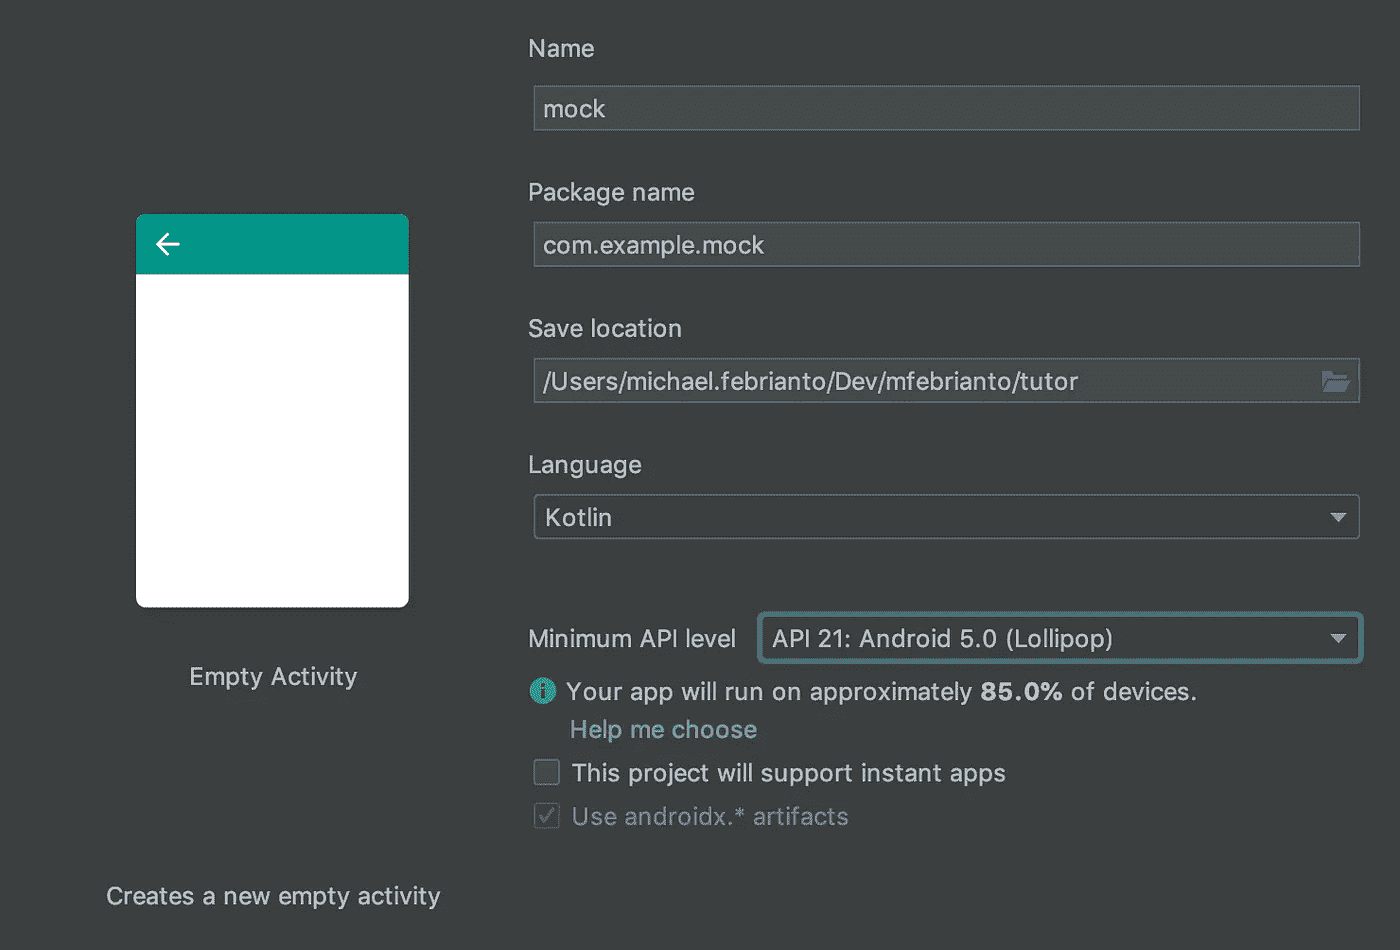 Name
mock
Package name
com.example.mock
Save location
/Users/michael.febrianto/Dev/mfebrianto/tutor
Language
Kotlin
Minimum API level API 21: Android 5.0 (Lollipop)
Your app will run on approximately 85.0% of devices.
Help me choose
This project will support instant apps
Use androidx.* artifacts
Empty Activity
Creates a new empty activity